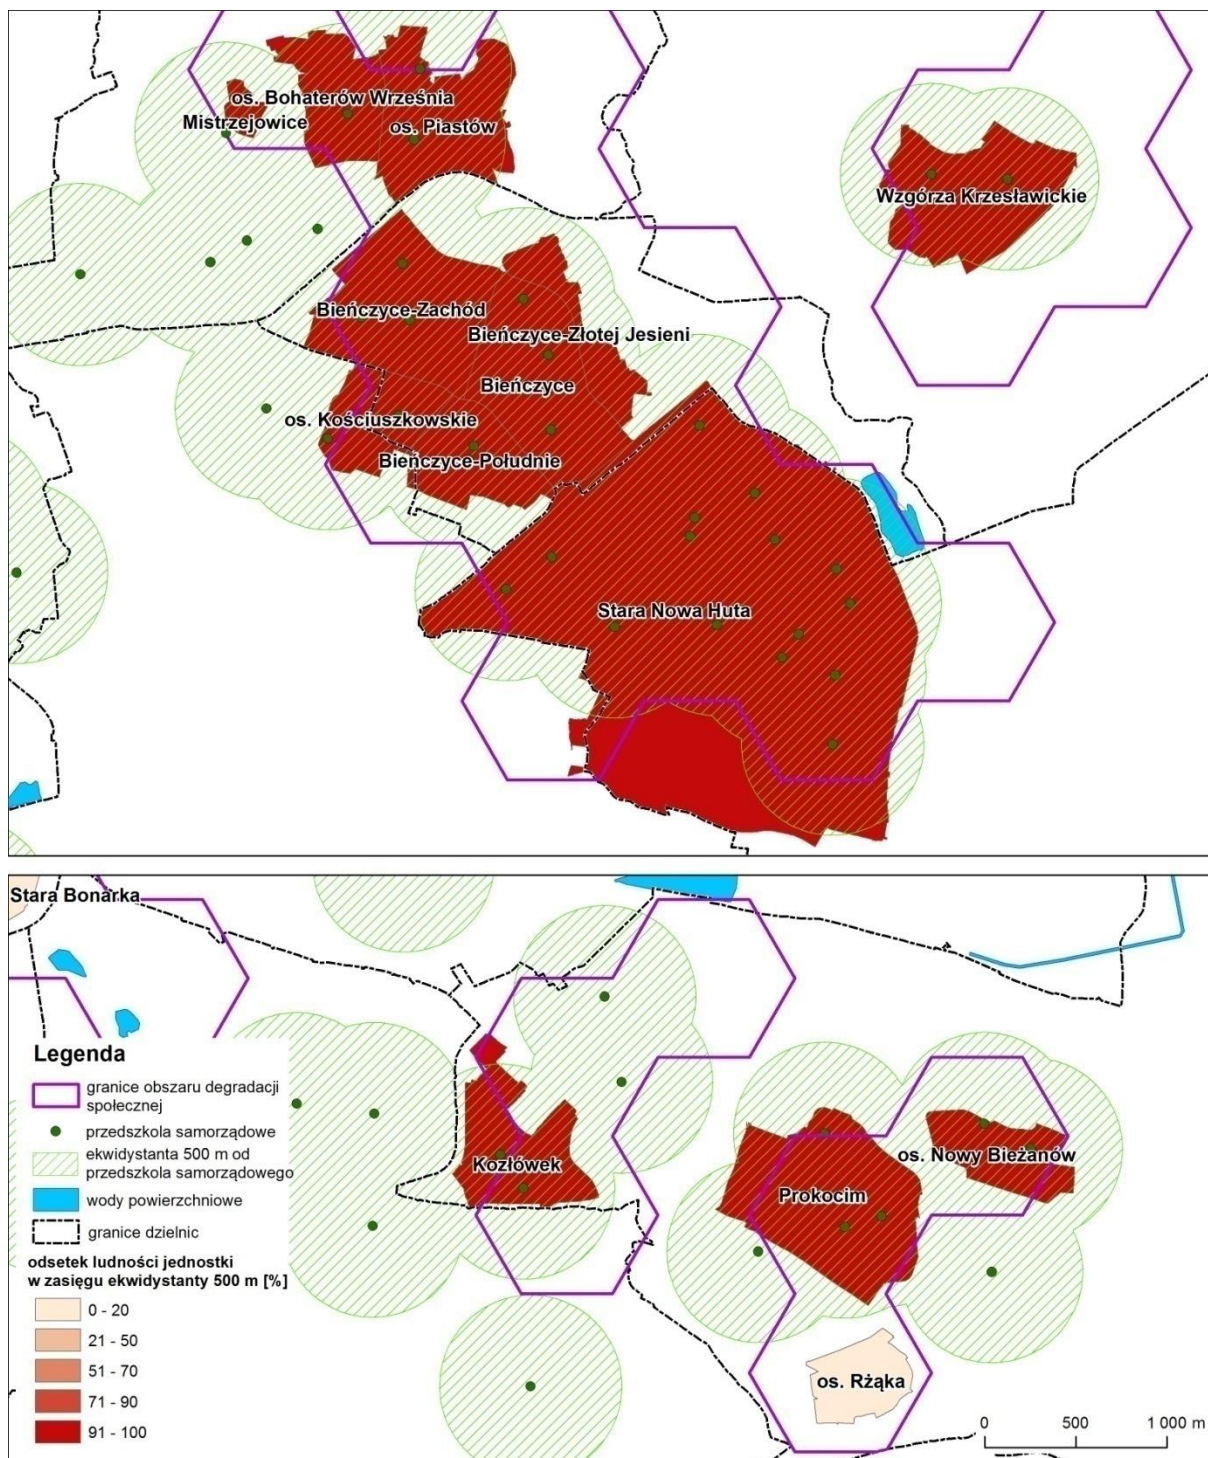 os. Bohaterów Września
Mistrzejowice
os. Piastów
Wzgórza Krzesławickie
Bieńczyce-Zachód
Bieńczyce-Złotej Jesieni
Bieńczyce
os. Kościuszkowskie
Bieńczyce-Południe
Stara Nowa Huta
Stara Bonarka
Kozłówek
os. Nowy Bieżanów
Prokocim
os. Rżąka
Legenda
granice obszaru degradacji
społecznej
przedszkola samorządowe
ekwidystanta 500 m od
przedszkola samorządowego
wody powierzchniowe
granice dzielnic
odsetek ludności jednostki
w zasięgu ekwidystanty 500 m [%]
0 - 20
21 - 50
51 - 70
71 - 90
91 - 100
0 500 1 000 m